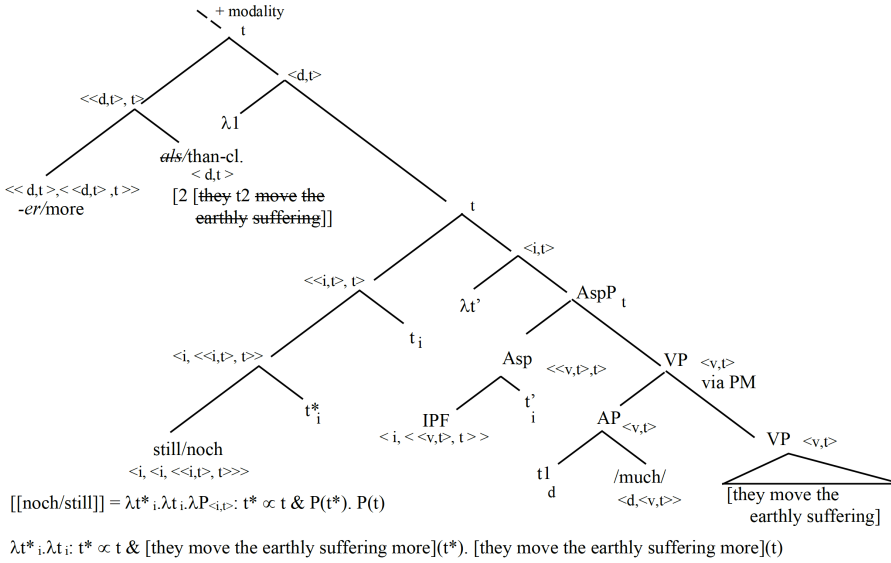 + modality
t
<d,t>
<<d,t>, t>
λ1
als/than-cl.
< d,t >
<< d,t >,< <d,t> ,t >>
-er/more
[2 [they t2 move the
earthly suffering]]
t
<i,t>
<<i,t>, t>
λt’
AspP t
t i
<i, <<i,t>, t>>
Asp <<v,t>,t>
VP <v,t>
via PM
t* i
t’
i
IPF
< i, < <v,t>, t > >
AP <v,t>
VP <v,t>
still/noch
<i, <i, <<i,t>, t>>>
t1
d
/much/
<d,<v,t>>
[they move the
earthly suffering]
[[noch/still]] = λt* i.λt i.λP<i,t>: t* ∝ t & P(t*). P(t)
λt* i.λt i: t* ∝ t & [they move the earthly suffering more](t*). [they move the earthly suffering more](t)